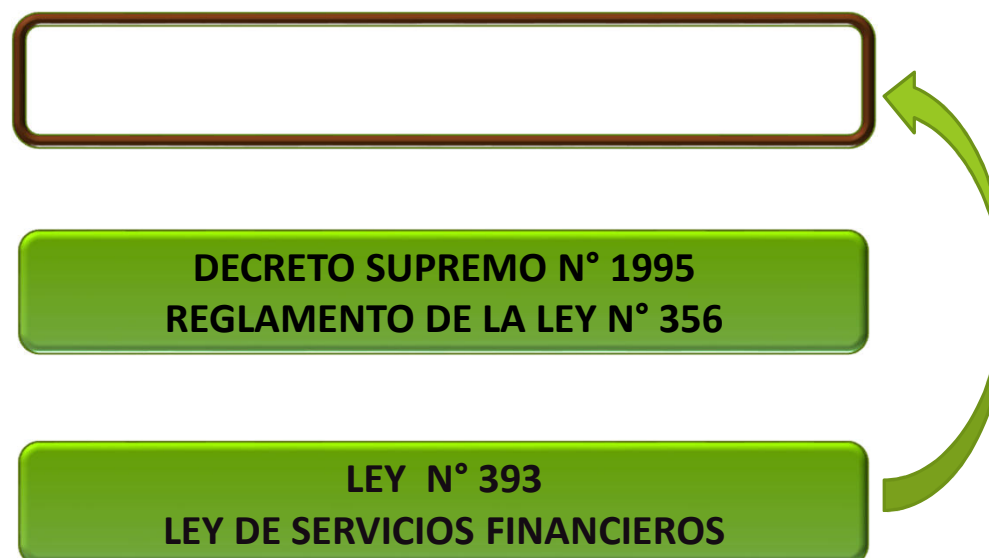 DECRETO SUPREMO N° 1995
REGLAMENTO DE LA LEY N° 356
LEY N° 393
LEY DE SERVICIOS FINANCIEROS